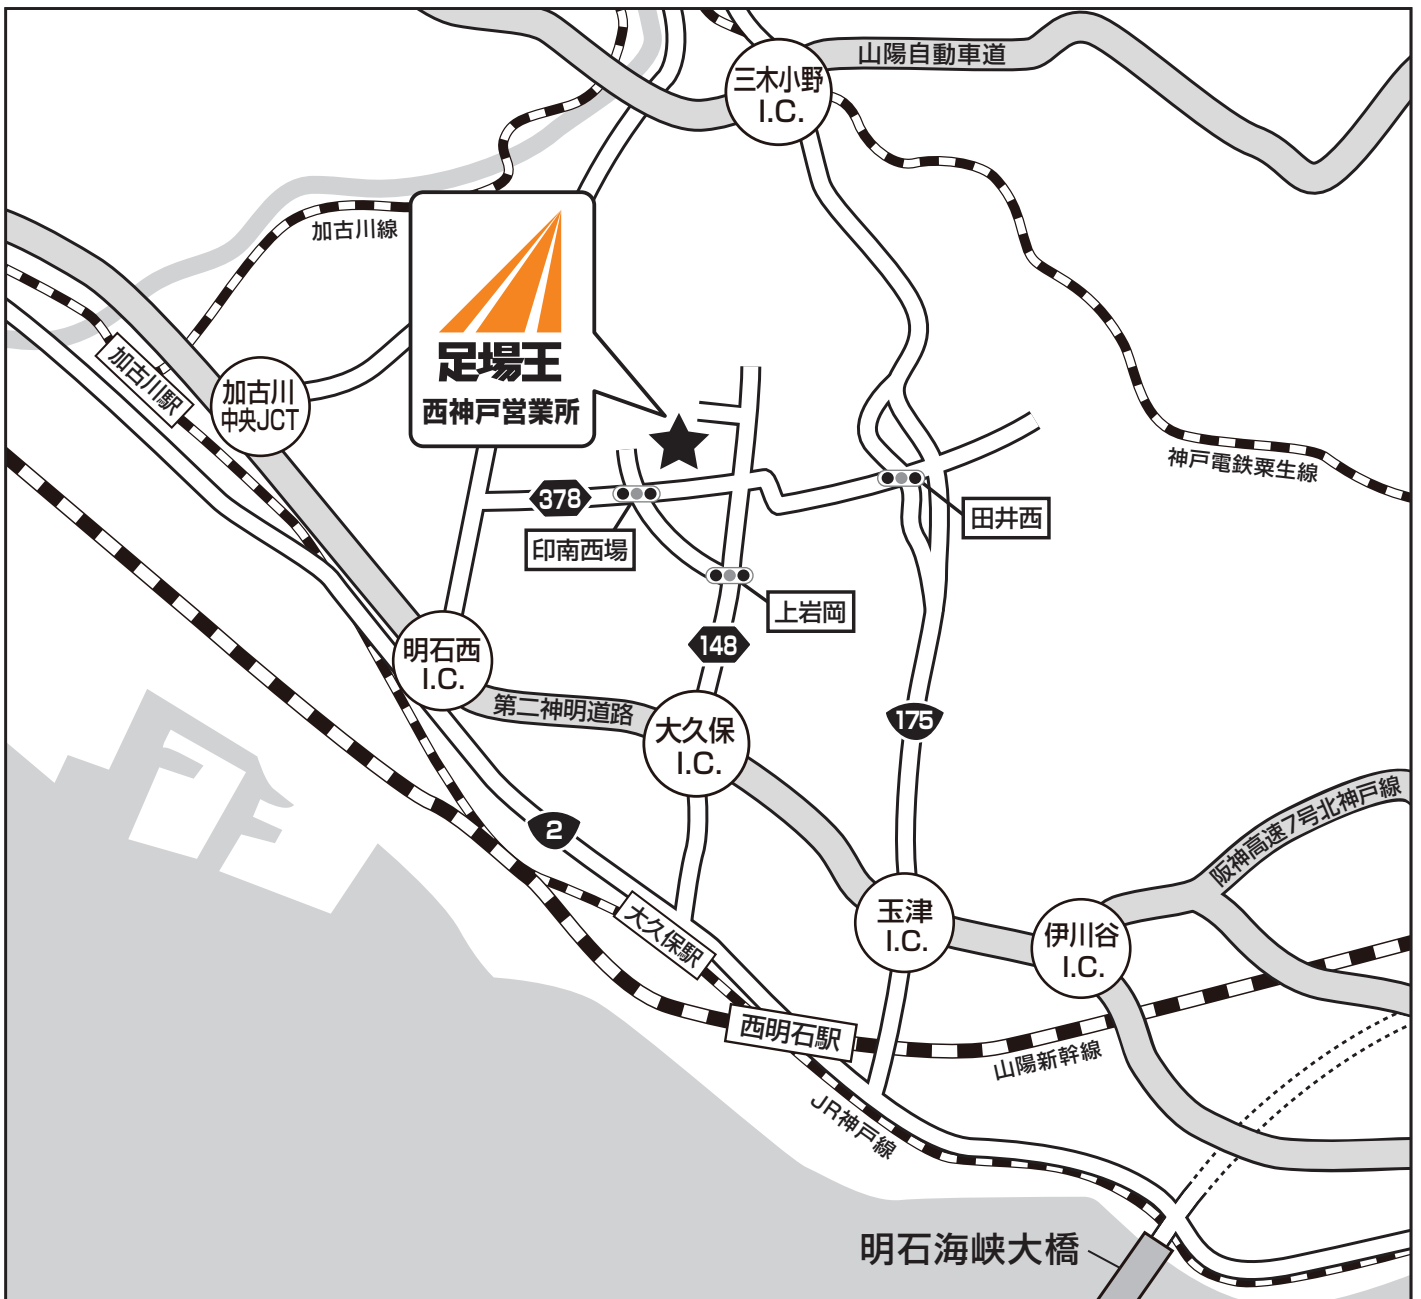 三木小野
I.C.
山陽自動車道
加古川線
足場王
西神戸営業所
加古川駅
加古川
中央JCT
神戸電鉄粟生線
378
田井西
印南西場
上岩岡
148
明石西
I.C.
第二神明道路
大久保
I.C.
175
2
阪神高速7号北神戸線
大久保駅
玉津
I.C.
伊川谷
I.C.
西明石駅
山陽新幹線
JR神戸線
明石海峡大橋